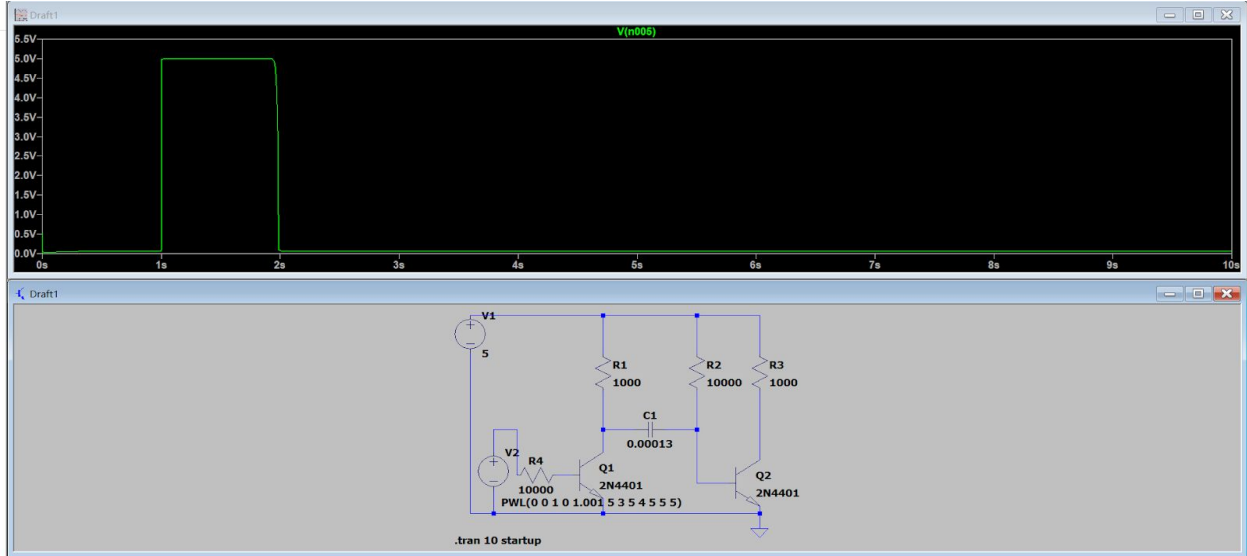 Draft1
V(n005)
5.5V
5.0V
4.5V
4.0V
3.5V
3.0V
2.5V
2.0V
1.5V
1.0V
0.5V
0.0V
0s 1s 2s 3s 4s 5s 6s 7s 8s 9s 10s
Draft1
V1
5
R1
1000
R2
10000
R3
1000
C1
0.00013
V2
R4
10000
Q1
2N4401
Q2
2N4401
PWL(0 0 1 0 1.001 5 3 5 4 5 5 5)
.tran 10 startup